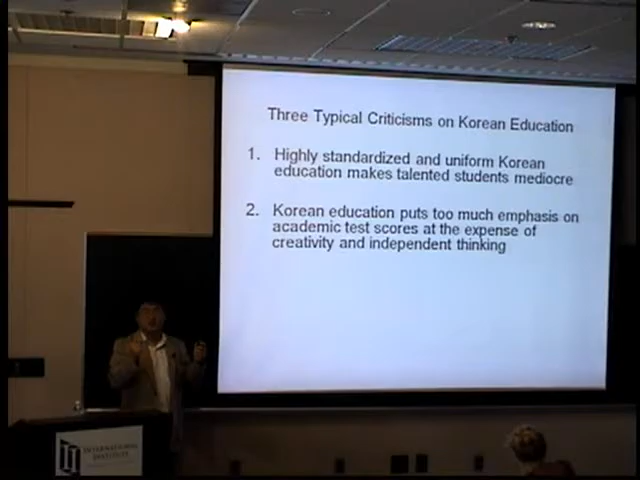 Three Typical Criticisms on Korean Education
1. Highly standardized and uniform Korean
education makes talented students mediocre
2. Korean education puts too much emphasis on
academic test scores at the expense of
creativity and independent thinking
INTERNATIONAL
INSTITUTE